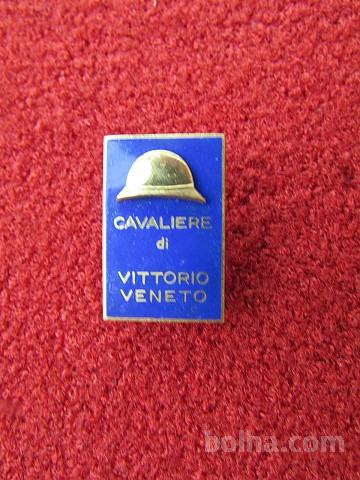 CAVALIERE
di
VITTORIO
VENETO
bolha.com